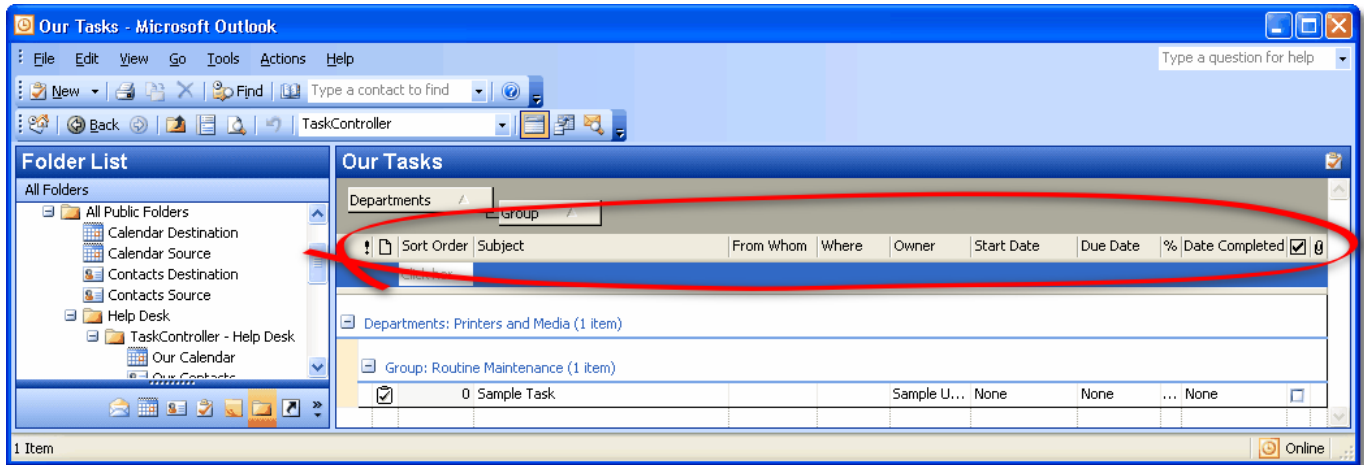 Our Tasks - Microsoft Outlook
File Edit View Go Tools Actions Help Type a question for help
New Find Type a contact to find
Back TaskController
Folder List Our Tasks
All Folders
Departments
Group
All Public Folders
Calendar Destination
Calendar Source
Contacts Destination
Contacts Source
Help Desk
TaskController - Help Desk
Our Calendar
Our Contacts
! Sort Order Subject From Whom Where Owner Start Date Due Date % Date Completed
Click her
Departments: Printers and Media (1 item)
Group: Routine Maintenance (1 item)
0 Sample Task Sample U... None None ... None
1 Item Online